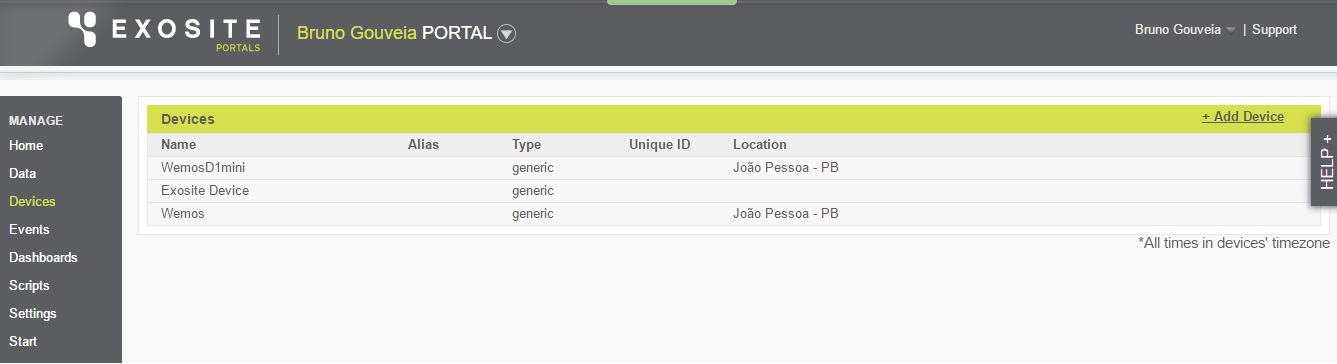 EXOSITE
PORTALS
Bruno Gouveia PORTAL
Bruno Gouveia | Support
MANAGE
Home
Data
Devices
Events
Dashboards
Scripts
Settings
Start
Devices + Add Device
Name Alias Type Unique ID Location
WemosD1mini generic João Pessoa - PB
Exosite Device generic
Wemos generic João Pessoa - PB
*All times in devices' timezone
HELP +